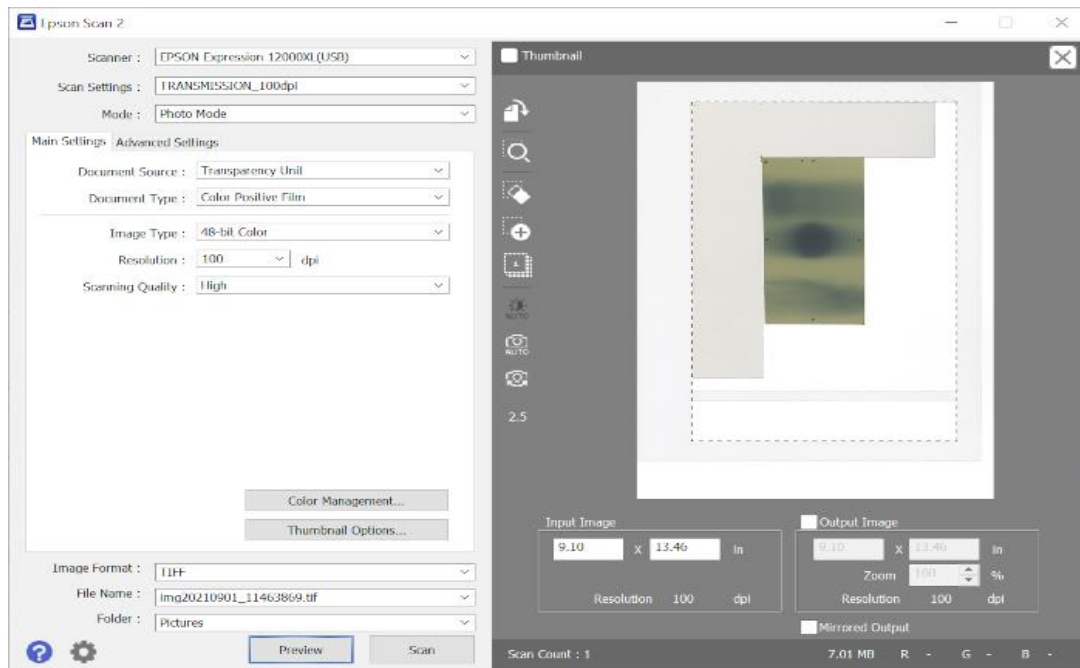 Epson Scan 2
Scanner : EPSON Expression 12000XL(USB)
Scan Settings : TRANSMISSION_100dpi
Mode : Photo Mode
Main Settings Advanced Settings
Document Source : Transparency Unit
Document Type : Color Positive Film
Image Type : 48-bit Color
Resolution : 100 dpi
Scanning Quality : High
Color Management...
Thumbnail Options...
Image Format : TIFF
File Name : img20210901_11463869.tif
Folder : Pictures
Preview Scan
Thumbnail
AUTO
AUTO
2.5
Input Image
9.10 x 13.46 in
Resolution 100 dpi
Output Image
9.10 x 13.46 in
Zoom 100 %
Resolution 100 dpi
Mirrored Output
Scan Count : 1 7.01 MB R - G - B -